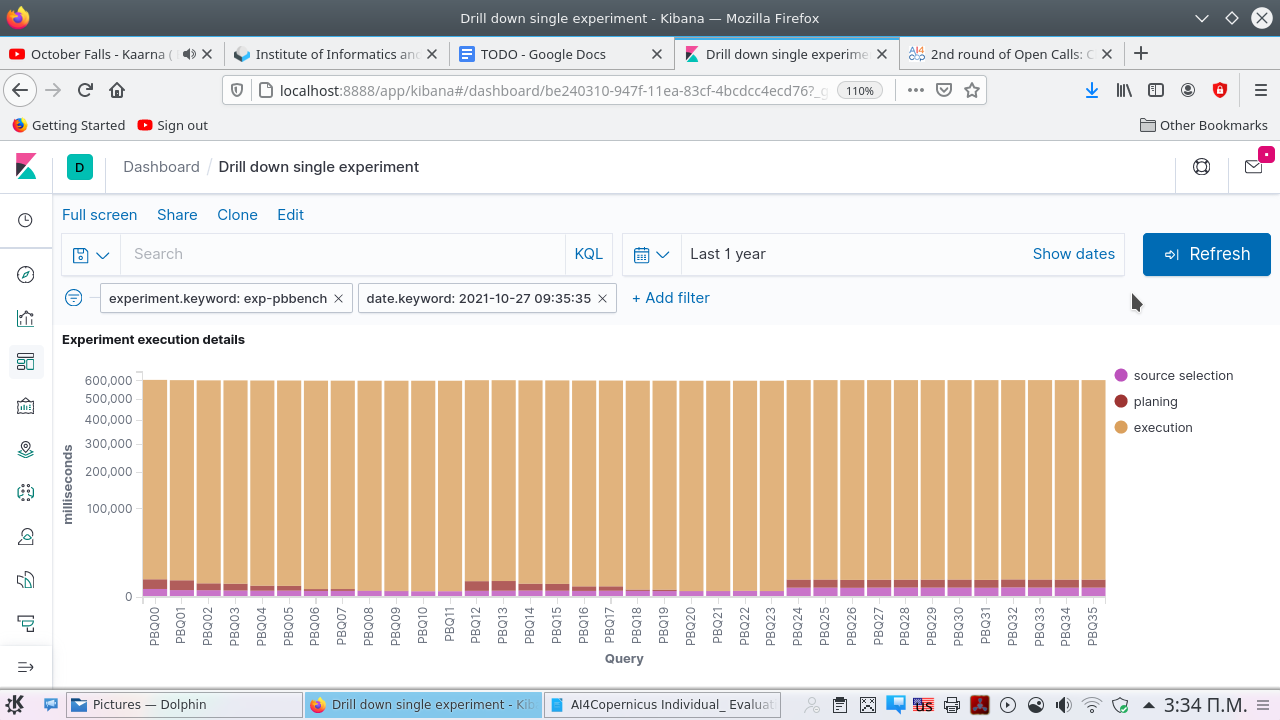 Drill down single experiment - Kibana — Mozilla Firefox
October Falls - Kaarna (
Institute of Informatics and
TODO - Google Docs
Drill down single experime
2nd round of Open Calls: C
localhost:8888/app/kibana#/dashboard/be240310-947f-11ea-83cf-4bcdcc4ecd76?_g
110%
Getting Started
Sign out
Other Bookmarks
D
Dashboard / Drill down single experiment
Full screen Share Clone Edit
Search
KQL
Last 1 year
Show dates
Refresh
experiment.keyword: exp-pbbench
date.keyword: 2021-10-27 09:35:35
+ Add filter
Experiment execution details
milliseconds
600,000
500,000
400,000
300,000
200,000
100,000
0
PBQ00
PBQ01
PBQ02
PBQ03
PBQ04
PBQ05
PBQ06
PBQ07
PBQ08
PBQ09
PBQ10
PBQ11
PBQ12
PBQ13
PBQ14
PBQ15
PBQ16
PBQ17
PBQ18
PBQ19
PBQ20
PBQ21
PBQ22
PBQ23
PBQ24
PBQ25
PBQ26
PBQ27
PBQ28
PBQ29
PBQ30
PBQ31
PBQ32
PBQ33
PBQ34
PBQ35
Query
source selection
planing
execution
Pictures — Dolphin
Drill down single experiment - Kib
AI4Copernicus Individual_ Evaluat
us
3:34 Π.Μ.